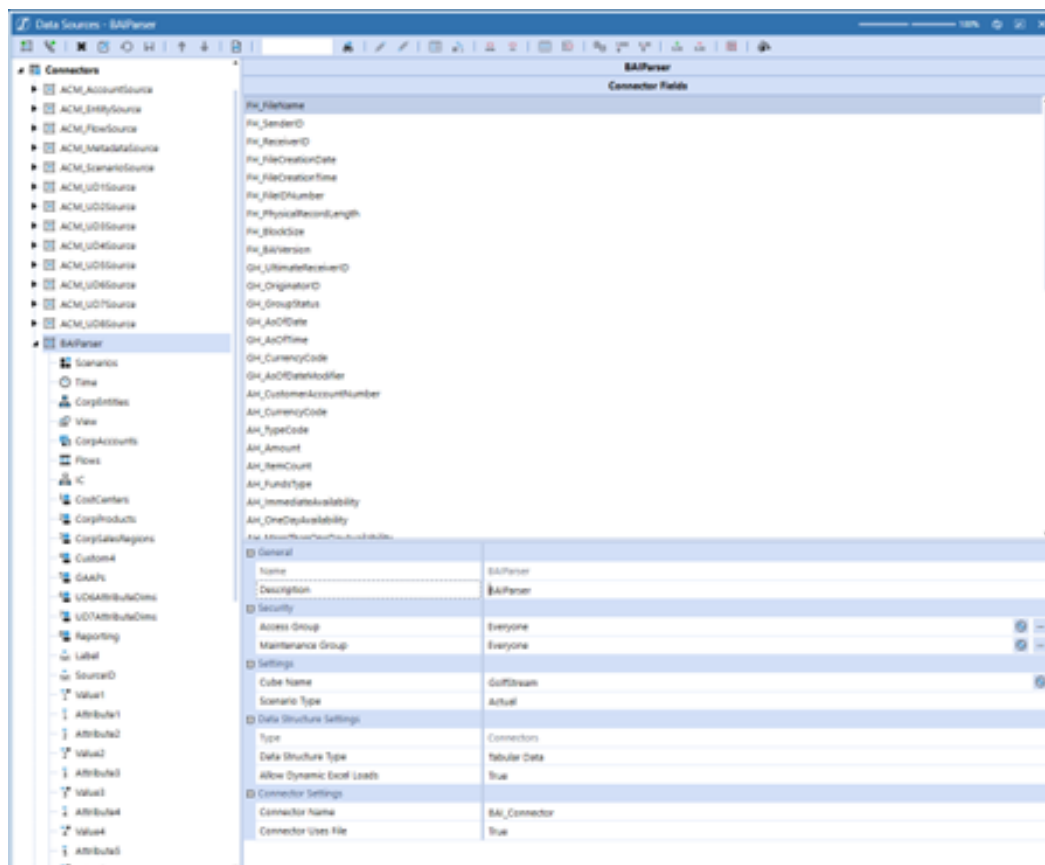 Data Sources - BAIParser
100%
Connectors
ACM_AccountSource
ACM_EntitySource
ACM_FlowSource
ACM_MetadataSource
ACM_ScenarioSource
ACM_UD1Source
ACM_UD2Source
ACM_UD3Source
ACM_UD4Source
ACM_UD5Source
ACM_UD6Source
ACM_UD7Source
ACM_UD8Source
BAIParser
Scenarios
Time
CorpEntities
View
CorpAccounts
Flows
IC
CostCenters
CorpProducts
CorpSalesRegions
Custom4
GAAPs
UD6AttributeDims
UD7AttributeDims
Reporting
Label
SourceID
Value1
Attribute1
Attribute2
Value2
Attribute3
Value3
Attribute4
Value4
Attribute5
BAIParser
Connector Fields
FH_FileName
FH_SenderID
FH_ReceiverID
FH_FileCreationDate
FH_FileCreationTime
FH_FileIDNumber
FH_PhysicalRecordLength
FH_BlockSize
FH_BAIVersion
GH_UltimateReceiverID
GH_OriginatorID
GH_GroupStatus
GH_AsOfDate
GH_AsOfTime
GH_CurrencyCode
GH_AsOfDateModifier
AH_CustomerAccountNumber
AH_CurrencyCode
AH_TypeCode
AH_Amount
AH_ItemCount
AH_FundsType
AH_ImmediateAvailability
AH_OneDayAvailability
AH_MoreThanOneDayAvailability
General
Name BAIParser
Description BAIParser
Security
Access Group Everyone
Maintenance Group Everyone
Settings
Cube Name GolfStream
Scenario Type Actual
Data Structure Settings
Type Connectors
Data Structure Type Tabular Data
Allow Dynamic Excel Loads True
Connector Settings
Connector Name BAI_Connector
Connector Uses File True